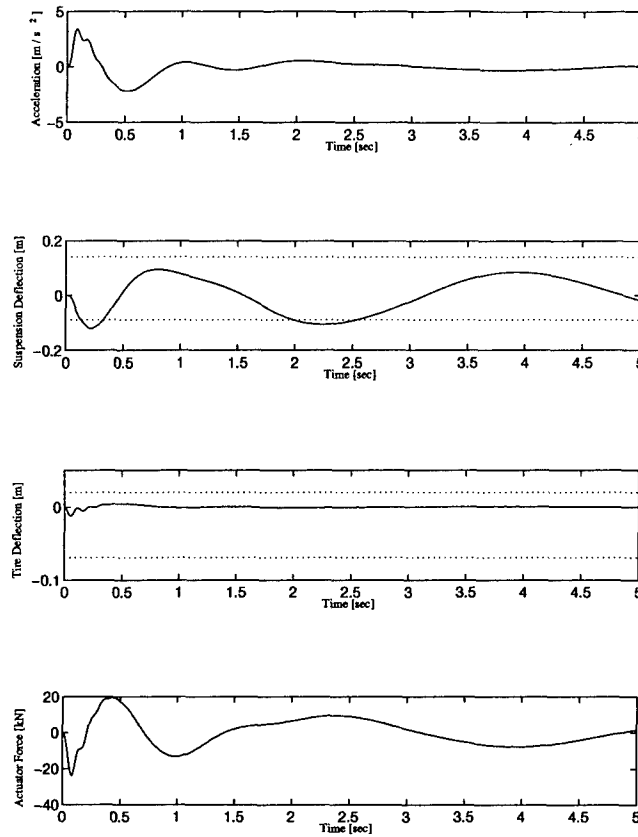 Acceleration [m / s 2 ]
5
0
-5
0 0.5 1 1.5 2 2.5 3 3.5 4 4.5 5
Time [sec]
Suspension Deflection [m]
0.2
0
-0.2
0 0.5 1 1.5 2 2.5 3 3.5 4 4.5 5
Time [sec]
Tire Deflection [m]
0
-0.1
0 0.5 1 1.5 2 2.5 3 3.5 4 4.5 5
Time [sec]
Actuator Force [kN]
20
0
-20
-40
0 0.5 1 1.5 2 2.5 3 3.5 4 4.5 5
Time [sec]